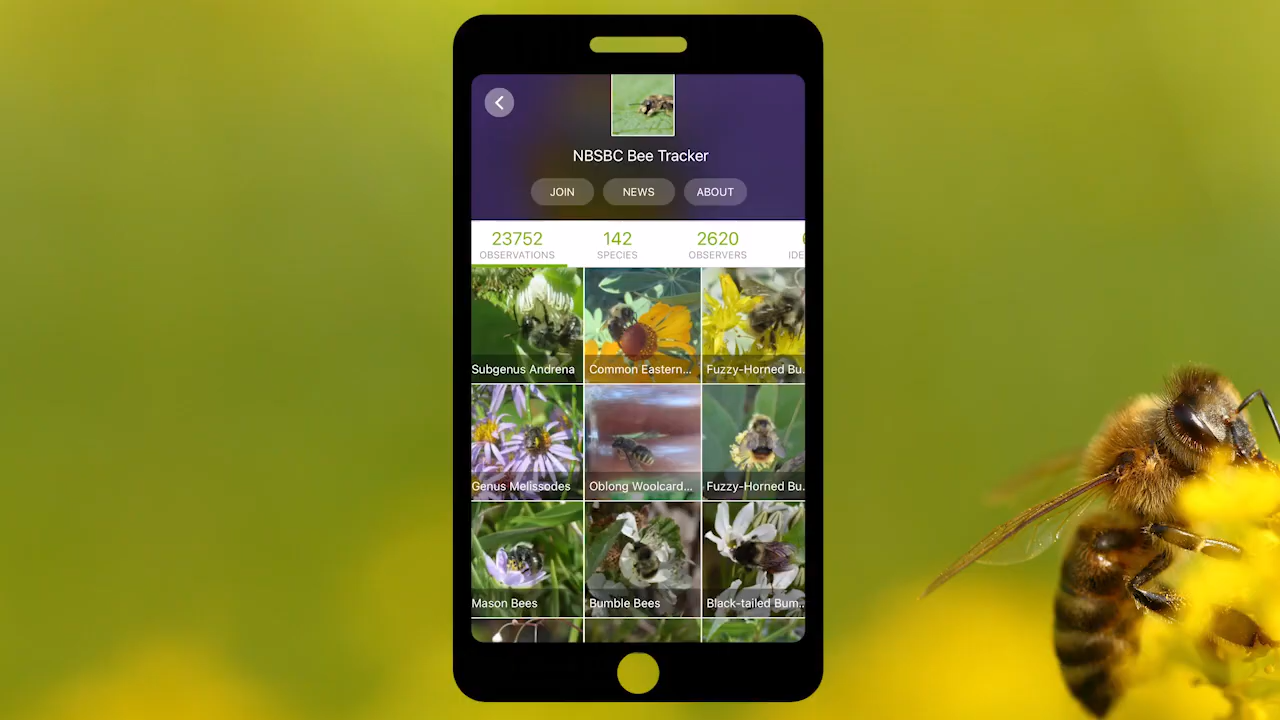 NBSBC Bee Tracker
JOIN NEWS ABOUT
23752 142 2620
OBSERVATIONS SPECIES OBSERVERS
Subgenus Andrena Common Eastern... Fuzzy-Horned Bu..
Genus Melissodes Oblong Woolcard... Fuzzy-Horned Bu..
Mason Bees Bumble Bees Black-tailed Bum..